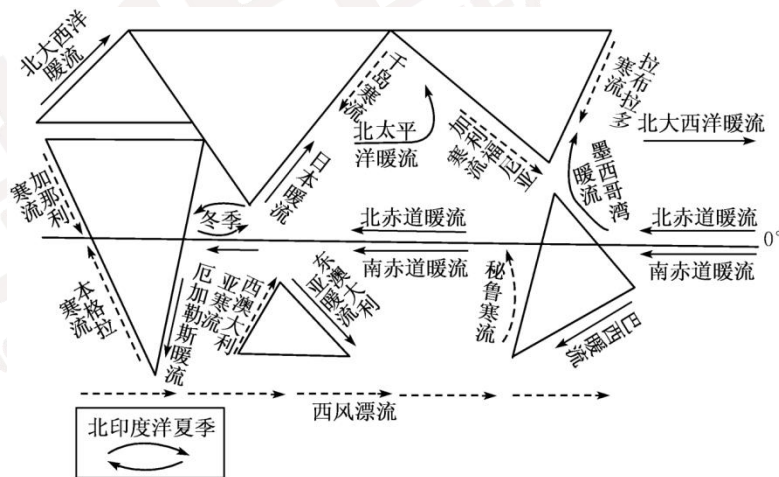 北大西洋
暖流
千岛寒流
北太平
洋暖流
日本暖流
加利福尼亚
寒流
拉布拉多
寒流
北大西洋暖流
墨西哥湾
暖流
加那利
寒流
冬季
北赤道暖流
北赤道暖流
0°
南赤道暖流
南赤道暖流
本格拉
寒流
厄加勒斯暖流
西澳大利
亚寒流
东澳大利
亚暖流
秘鲁寒流
巴西暖
流
西风漂流
北印度洋夏季